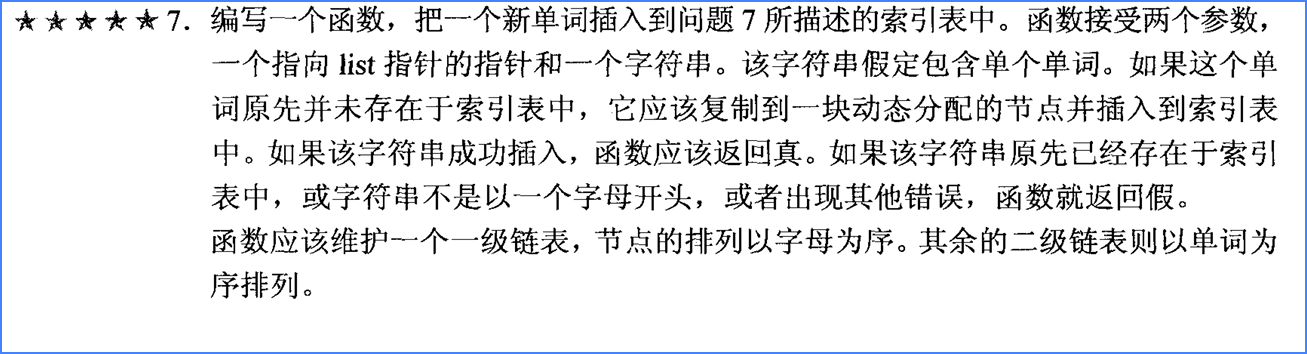 ★★★★★7. 编写一个函数，把一个新单词插入到问题 7 所描述的索引表中。函数接受两个参数，
一个指向 list 指针的指针和一个字符串。该字符串假定包含单个单词。如果这个单
词原先并未存在于索引表中，它应该复制到一块动态分配的节点并插入到索引表
中。如果该字符串成功插入，函数应该返回真。如果该字符串原先已经存在于索引
表中，或字符串不是以一个字母开头，或者出现其他错误，函数就返回假。
函数应该维护一个一级链表，节点的排列以字母为序。其余的二级链表则以单词为
序排列。